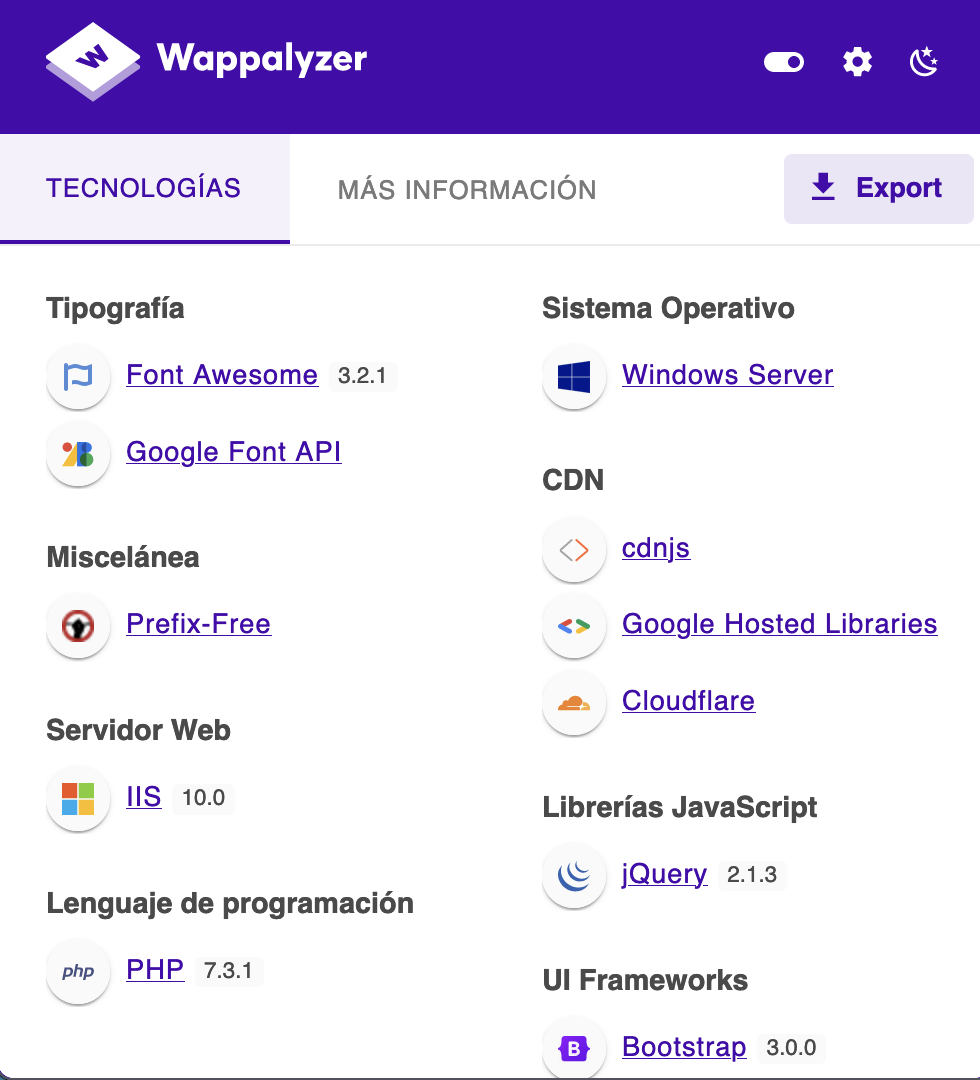 Wappalyzer
TECNOLOGÍAS
MÁS INFORMACIÓN
Export
Tipografía
Font Awesome 3.2.1
Google Font API
Miscelánea
Prefix-Free
Servidor Web
IIS 10.0
Lenguaje de programación
php PHP 7.3.1
Sistema Operativo
Windows Server
CDN
cdnjs
Google Hosted Libraries
Cloudflare
Librerías JavaScript
jQuery 2.1.3
UI Frameworks
B Bootstrap 3.0.0